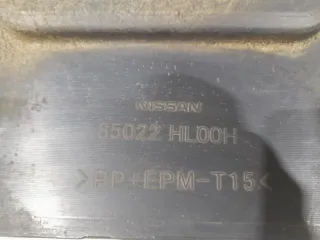 NISSAN
85022 HL00H
>PP+EPM-T15<